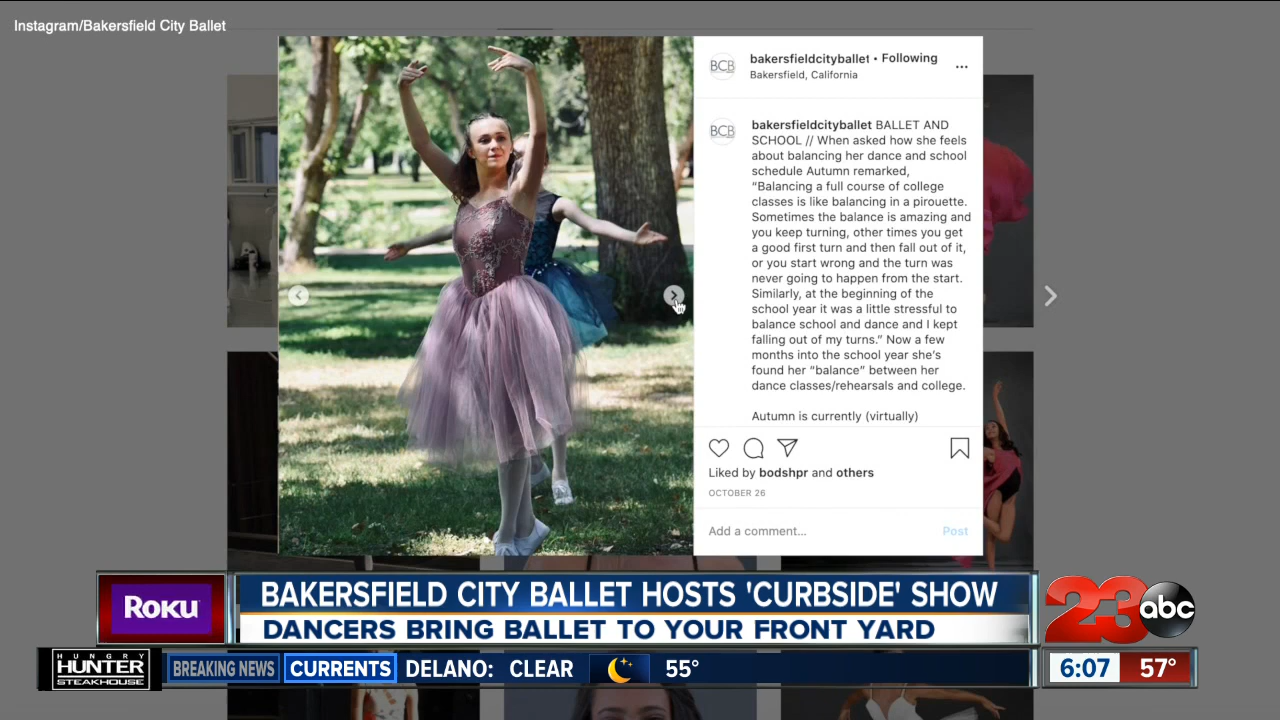 Instagram/Bakersfield City Ballet
BCB
bakersfieldcityballet • Following
Bakersfield, California
...
BCB
bakersfieldcityballet BALLET AND
SCHOOL // When asked how she feels
about balancing her dance and school
schedule Autumn remarked,
“Balancing a full course of college
classes is like balancing in a pirouette.
Sometimes the balance is amazing and
you keep turning, other times you get
a good first turn and then fall out of it,
or you start wrong and the turn was
never going to happen from the start.
Similarly, at the beginning of the
school year it was a little stressful to
balance school and dance and I kept
falling out of my turns.” Now a few
months into the school year she’s
found her “balance” between her
dance classes/rehearsals and college.
Autumn is currently (virtually)
Liked by bodshpr and others
OCTOBER 26
Add a comment...
Post
ROKU
BAKERSFIELD CITY BALLET HOSTS 'CURBSIDE' SHOW
DANCERS BRING BALLET TO YOUR FRONT YARD
23 abc
HUNGRY
HUNTER
STEAKHOUSE
BREAKING NEWS
CURRENTS
DELANO: CLEAR 55°
6:07 57°